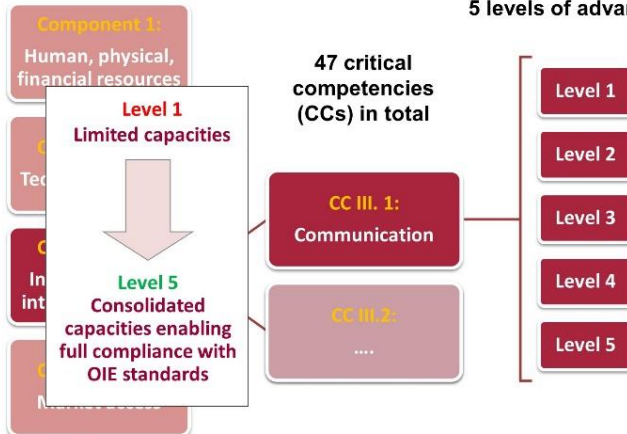 Component 1:
Human, physical,
financial resources
Level 1
Limited capacities
Level 5
Consolidated
capacities enabling
full compliance with
OIE standards
47 critical
competencies
(CCs) in total
CC III. 1:
Communication
CC III.2:
....
5 levels of
Level 1
Level 2
Level 3
Level 4
Level 5